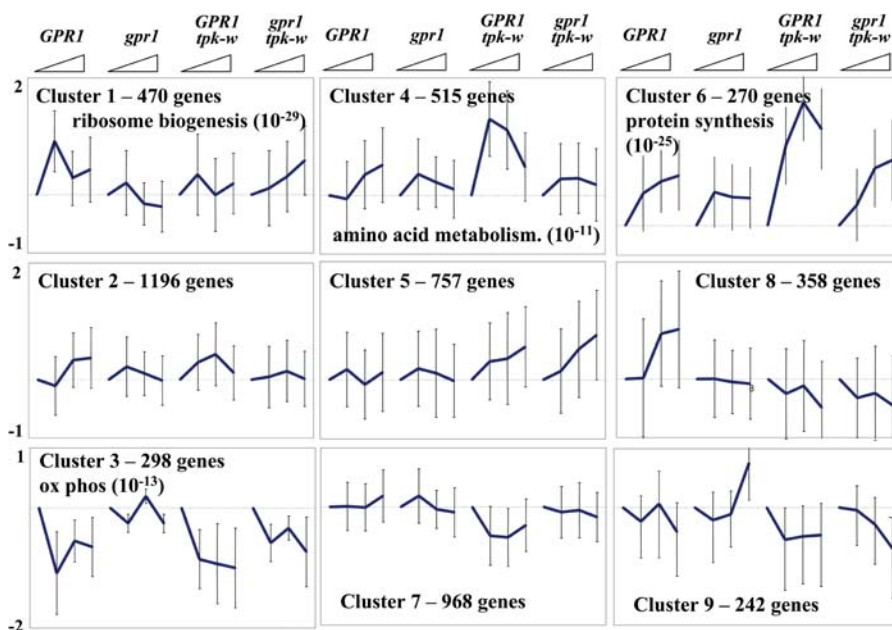 GPR1 gpr1 GPR1 tpk-w gpr1 tpk-w GPR1 gpr1 GPR1 tpk-w gpr1 tpk-w GPR1 gpr1 GPR1 tpk-w gpr1 tpk-w
2
Cluster 1 – 470 genes
ribosome biogenesis (10-29)
-1
Cluster 4 – 515 genes
amino acid metabolism. (10-11)
Cluster 6 – 270 genes
protein synthesis
(10-25)
2
Cluster 2 – 1196 genes
-1
Cluster 5 – 757 genes
Cluster 8 – 358 genes
3
1
Cluster 3 – 298 genes
ox phos (10-13)
-2
Cluster 7 – 968 genes
Cluster 9 – 242 genes